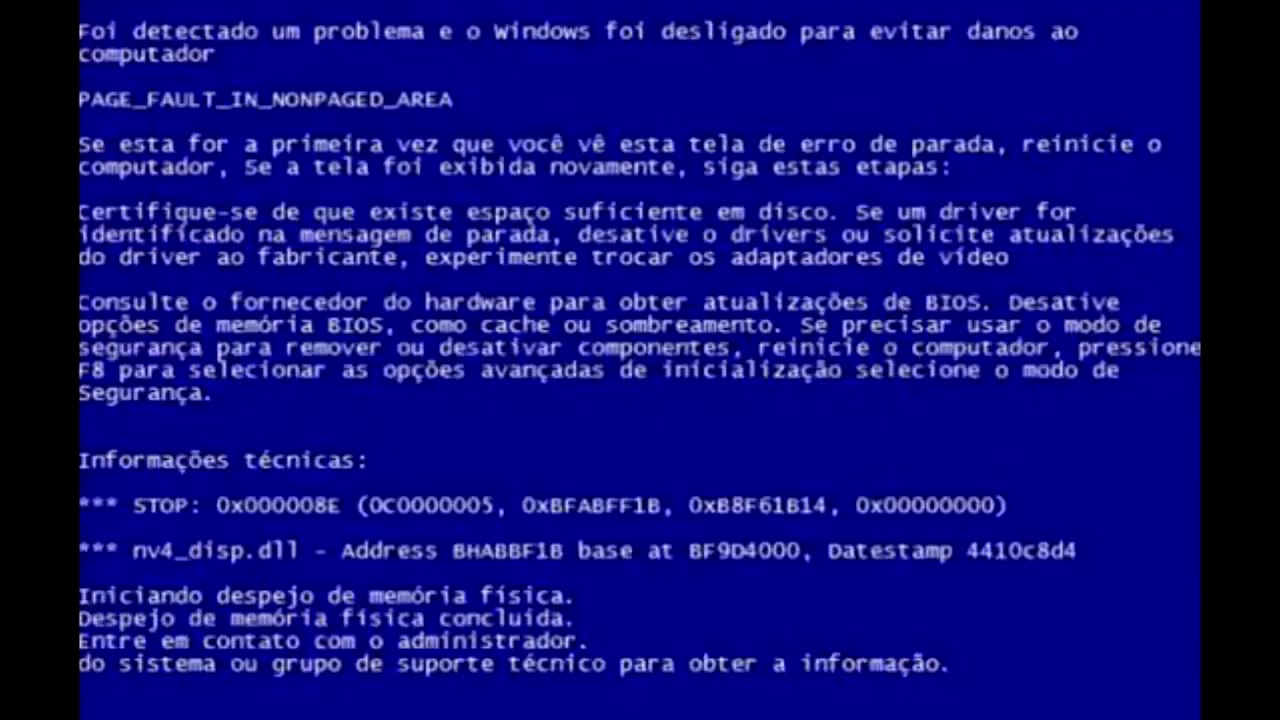 Foi detectado um problema e o Windows foi desligado para evitar danos ao
computador
PAGE_FAULT_IN_NONPAGED_AREA
Se esta for a primeira vez que você vê esta tela de erro de parada, reinicie o
computador, Se a tela foi exibida novamente, siga estas etapas:
Certifique-se de que existe espaço suficiente em disco. Se um driver for
identificado na mensagem de parada, desative o drivers ou solicite atualizações
do driver ao fabricante, experimente trocar os adaptadores de vídeo
Consulte o fornecedor do hardware para obter atualizações de BIOS. Desative
opções de memória BIOS, como cache ou sombreamento. Se precisar usar o modo de
segurança para remover ou desativar componentes, reinicie o computador, pressione
F8 para selecionar as opções avançadas de inicialização selecione o modo de
Segurança.
Informações técnicas:
*** STOP: 0x000008E (0C0000005, 0xBFABFF1B, 0xB8F61B14, 0x00000000)
*** nv4_disp.dll - Address BHABBF1B base at BF9D4000, Datestamp 4410c8d4
Iniciando despejo de memória física.
Despejo de memória física concluída.
Entre em contato com o administrador.
do sistema ou grupo de suporte técnico para obter a informação.